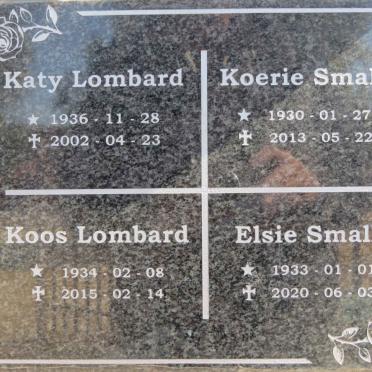 Katy Lombard
★ 1936 - 11 - 28
✝ 2002 - 04 - 23
Koerie Smal
★ 1930 - 01 - 27
✝ 2013 - 05 - 22
Koos Lombard
★ 1934 - 02 - 08
✝ 2015 - 02 - 14
Elsie Smal
★ 1933 - 01 - 01
✝ 2020 - 06 - 03